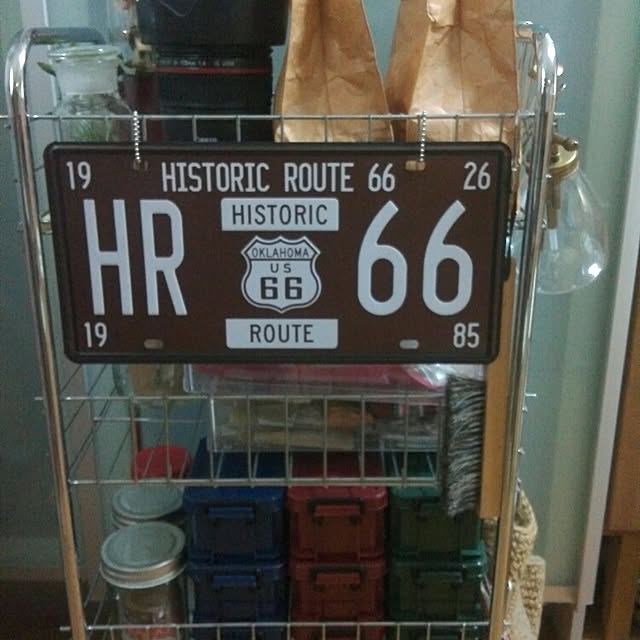 19 HISTORIC ROUTE 66 26
HR HISTORIC 66
OKLAHOMA
US
66
19 ROUTE 85